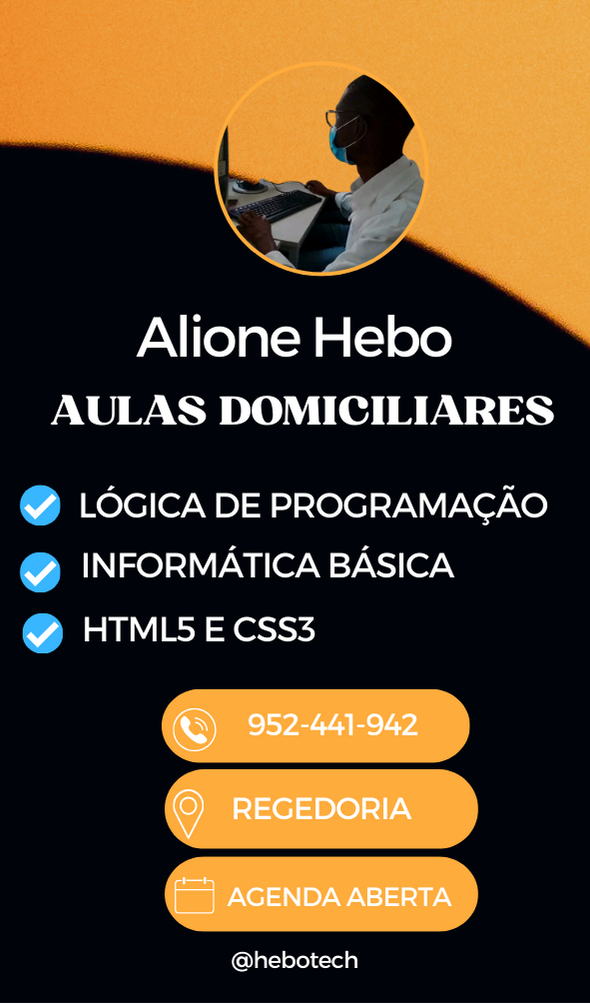 Alione Hebo
AULAS DOMICILIARES
LÓGICA DE PROGRAMAÇÃO
INFORMÁTICA BÁSICA
HTML5 E CSS3
952-441-942
REGEDORIA
AGENDA ABERTA
@hebotech